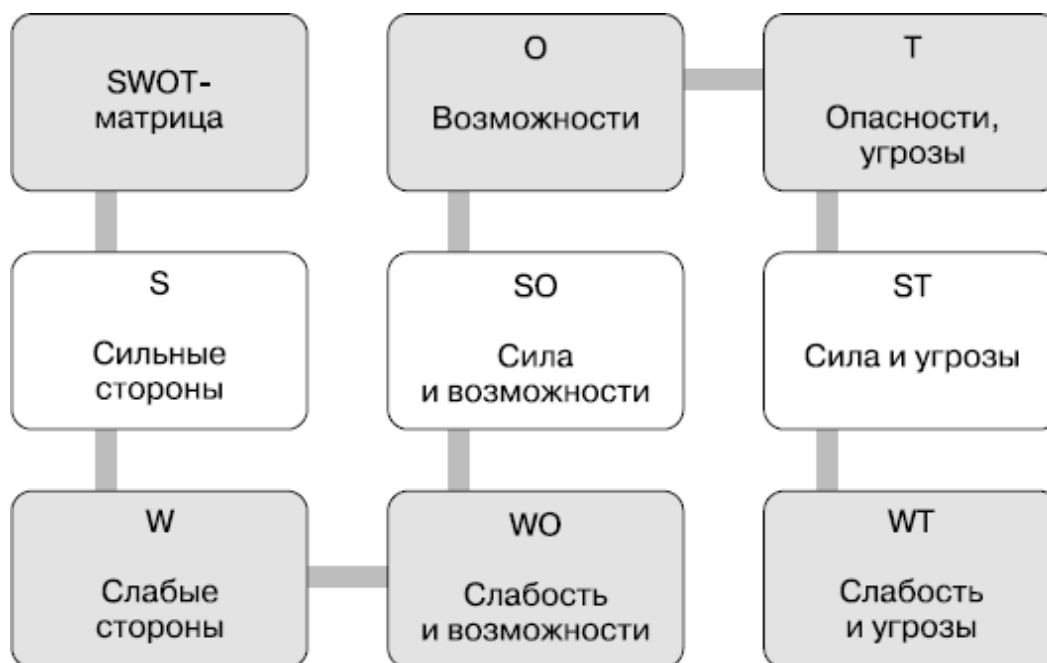 SWOT-
матрица
O
Возможности
T
Опасности,
угрозы
S
Сильные
стороны
SO
Сила
и возможности
ST
Сила и угрозы
W
Слабые
стороны
WO
Слабость
и возможности
WT
Слабость
и угрозы